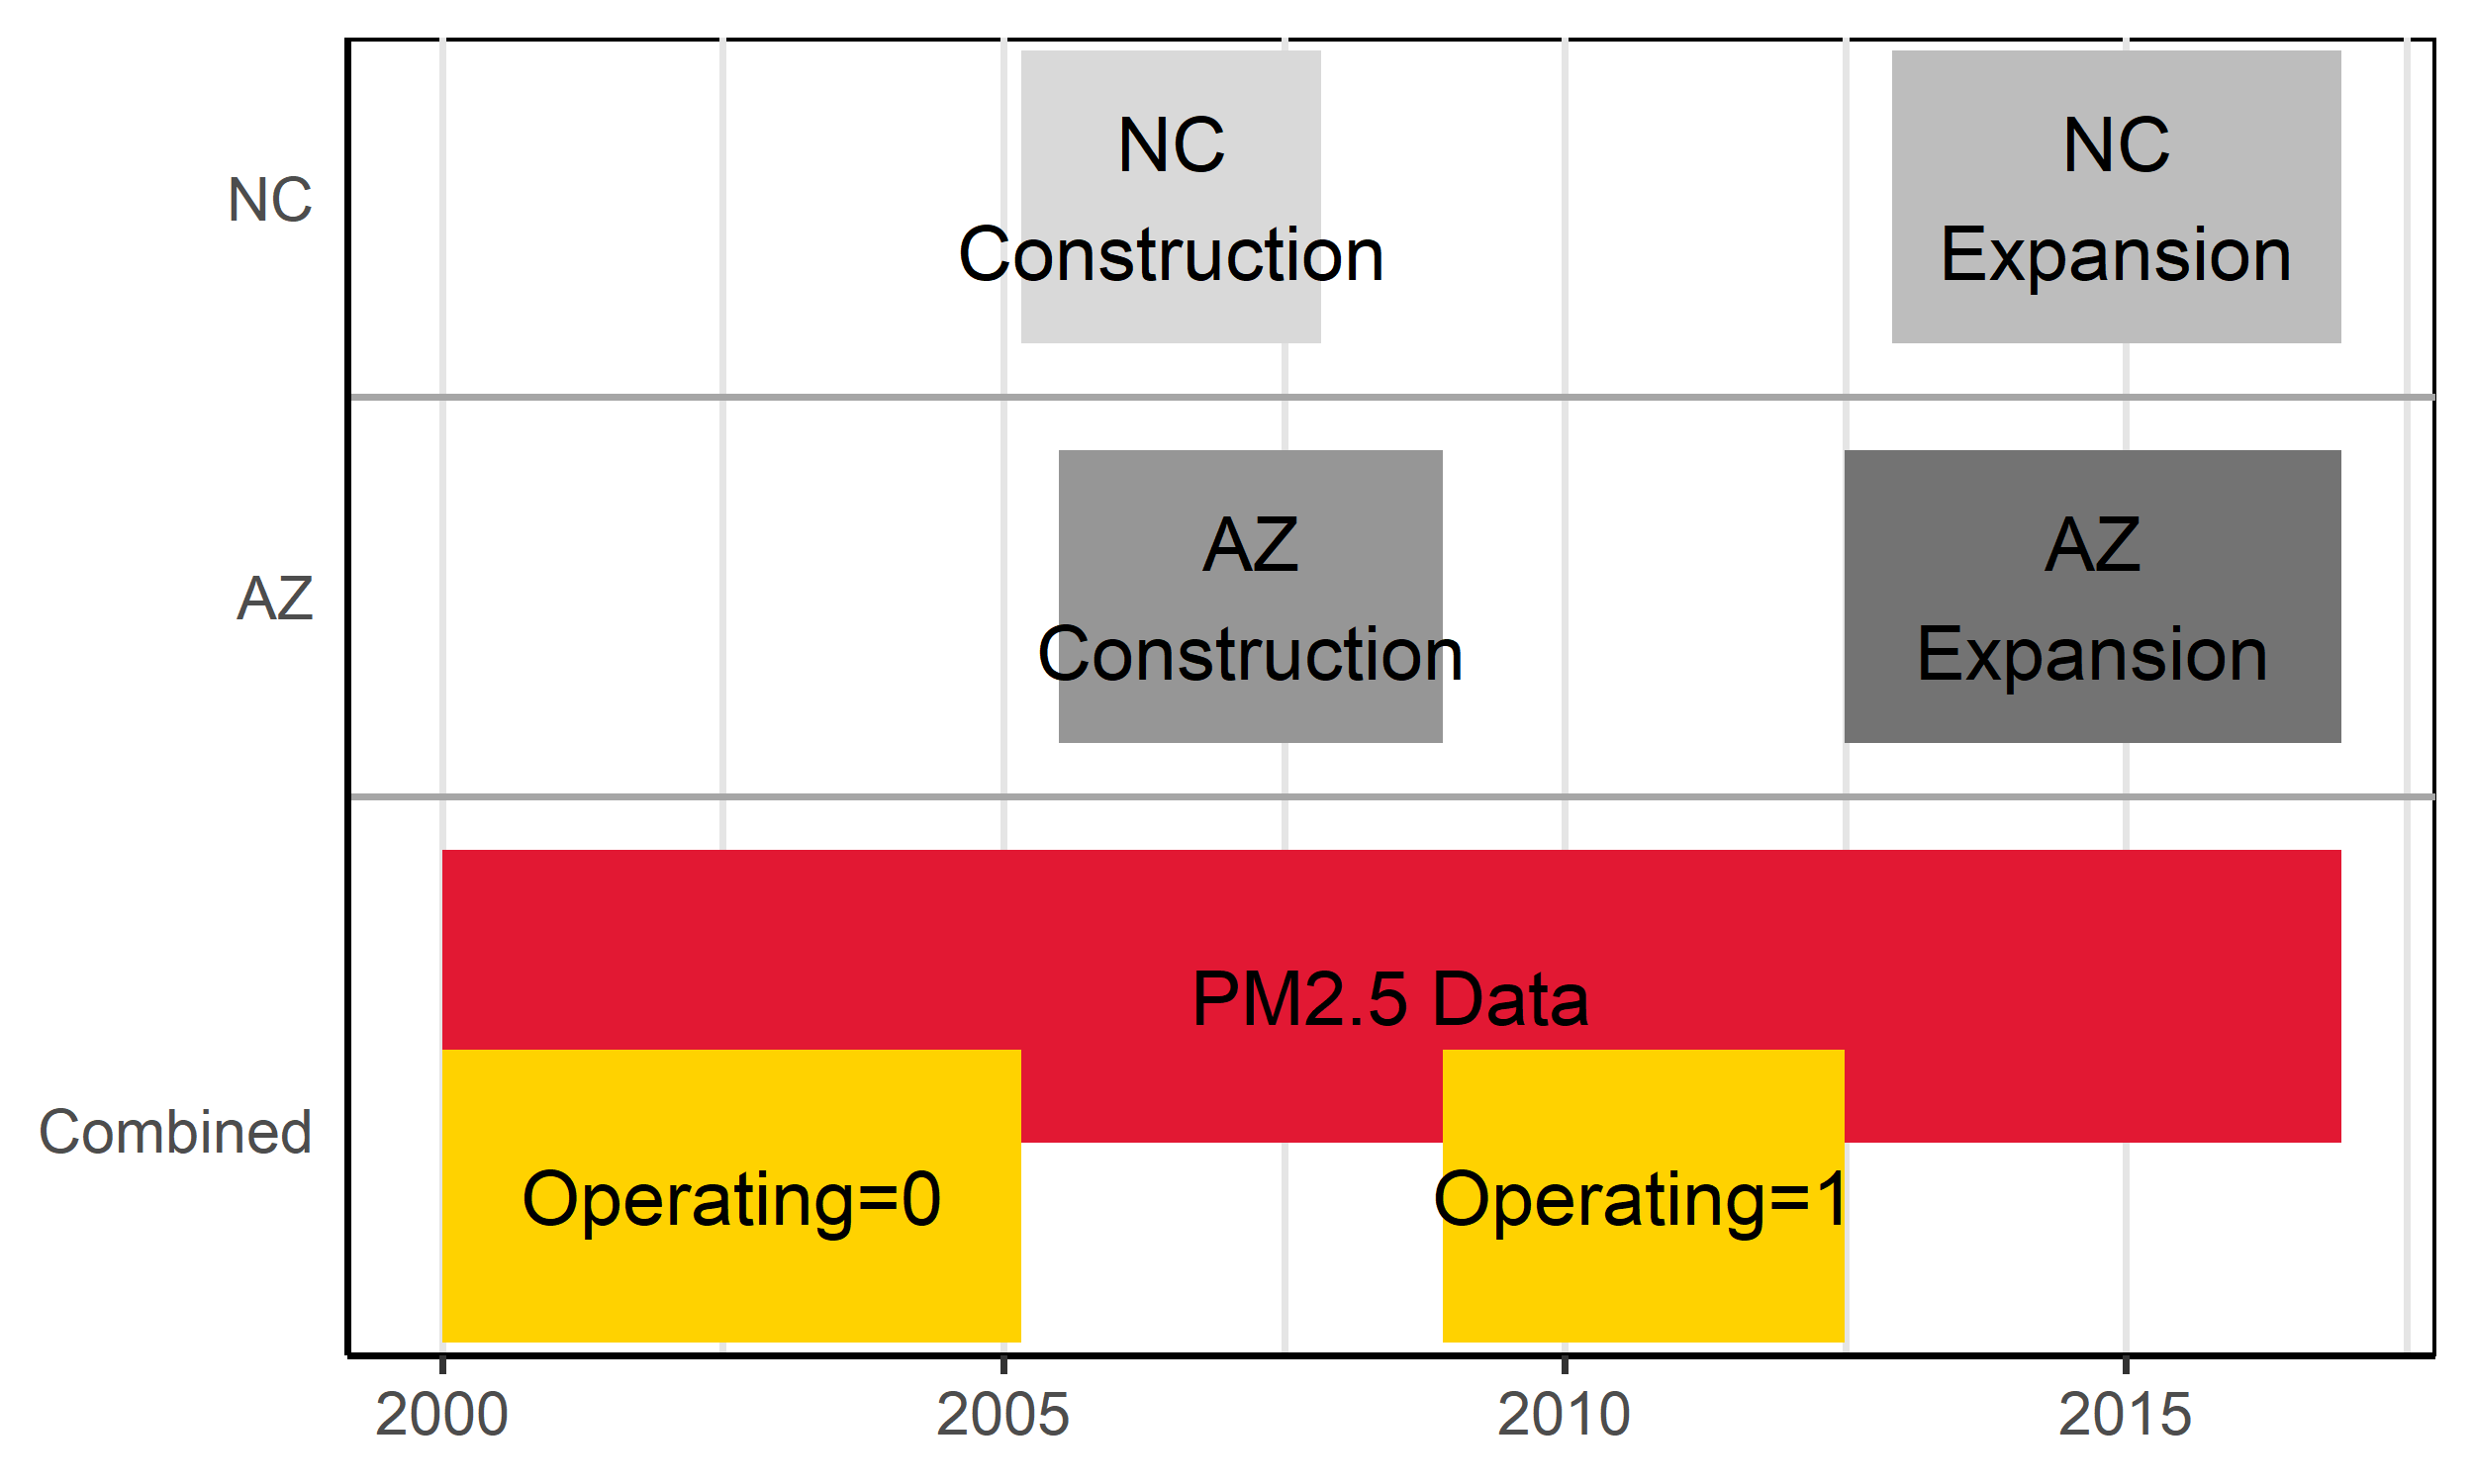 NC
NC
Construction
NC
Expansion
AZ
AZ
Construction
AZ
Expansion
Combined
PM2.5 Data
Operating=0
Operating=1
2000
2005
2010
2015